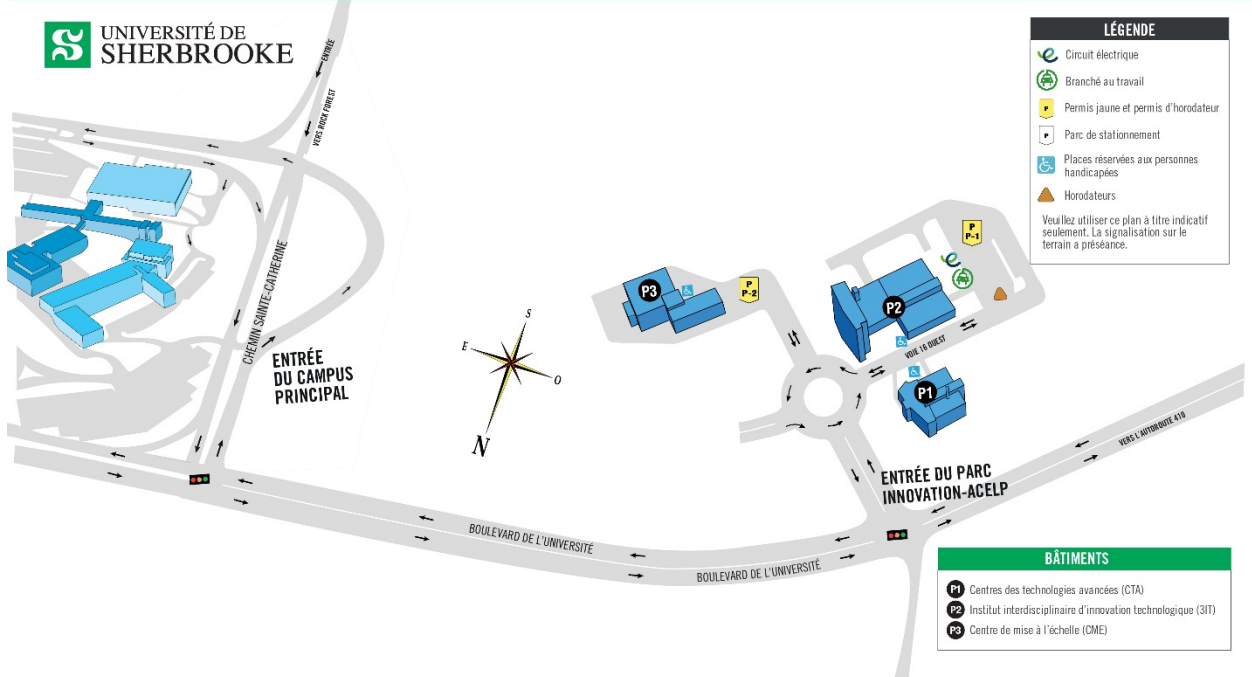 UNIVERSITÉ DE
SHERBROOKE
ENTRÉE
VERS ROCK FOREST
CHEMIN SAINTE-CATHERINE
ENTRÉE
DU CAMPUS
PRINCIPAL
S
E
O
N
P3
P
P-2
P2
P
P-1
VOIE 16 OUEST
P1
VERS L'AUTOROUTE 410
ENTRÉE DU PARC
INNOVATION-ACELP
BOULEVARD DE L'UNIVERSITÉ
BOULEVARD DE L'UNIVERSITÉ
LÉGENDE
Circuit électrique
Branché au travail
P Permis jaune et permis d'horodateur
P Parc de stationnement
Places réservées aux personnes
handicapées
Horodateurs
Veuillez utiliser ce plan à titre indicatif
seulement. La signalisation sur le
terrain a préséance.
BÂTIMENTS
P1 Centres des technologies avancées (CTA)
P2 Institut interdisciplinaire d'innovation technologique (3IT)
P3 Centre de mise à l'échelle (CME)